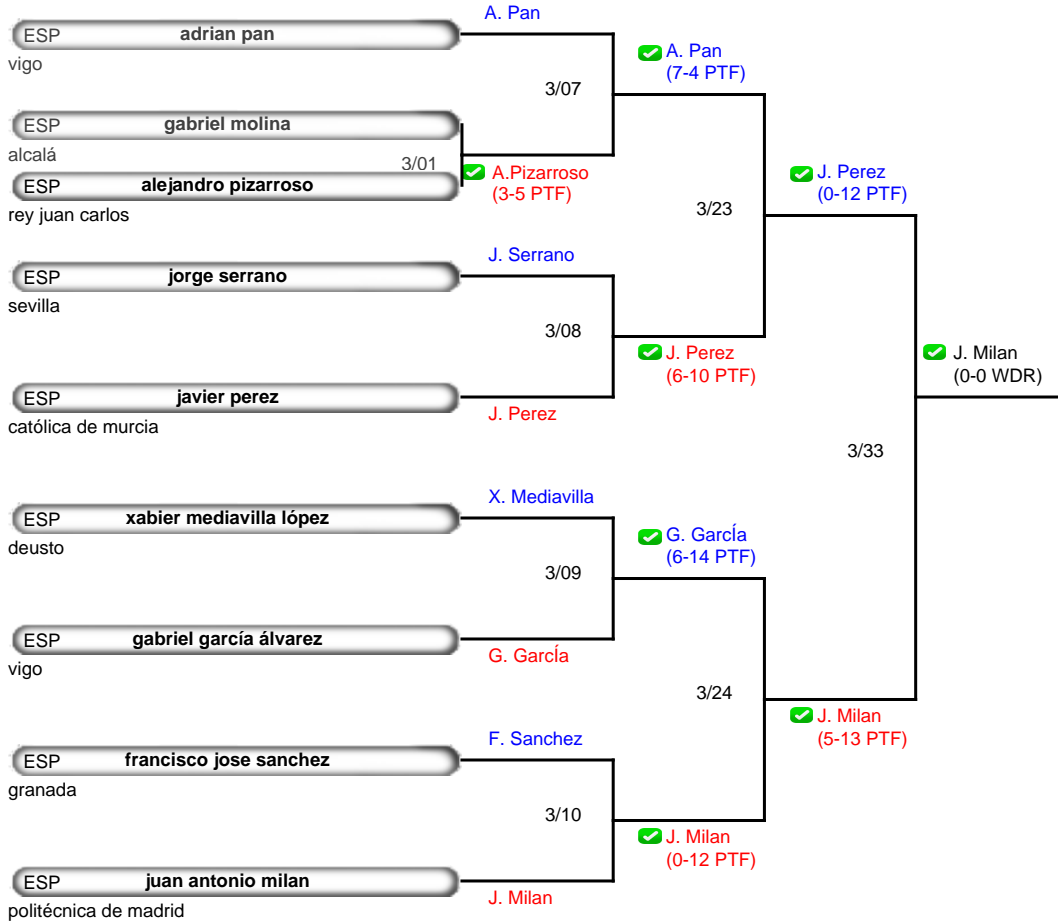 A. Pan
ESP adrian pan
vigo
A. Pan
(7-4 PTF)
3/07
ESP gabriel molina
alcalá
3/01
A.Pizarroso
(3-5 PTF)
ESP alejandro pizarroso
rey juan carlos
J. Perez
(0-12 PTF)
3/23
J. Serrano
ESP jorge serrano
sevilla
3/08
J. Perez
(6-10 PTF)
J. Milan
(0-0 WDR)
ESP javier perez
J. Perez
católica de murcia
3/33
X. Mediavilla
ESP xabier mediavilla lópez
deusto
G. GarcÍa
(6-14 PTF)
3/09
ESP gabriel garcía álvarez
G. GarcÍa
vigo
3/24
J. Milan
(5-13 PTF)
F. Sanchez
ESP francisco jose sanchez
granada
3/10
J. Milan
(0-12 PTF)
ESP juan antonio milan
J. Milan
politécnica de madrid